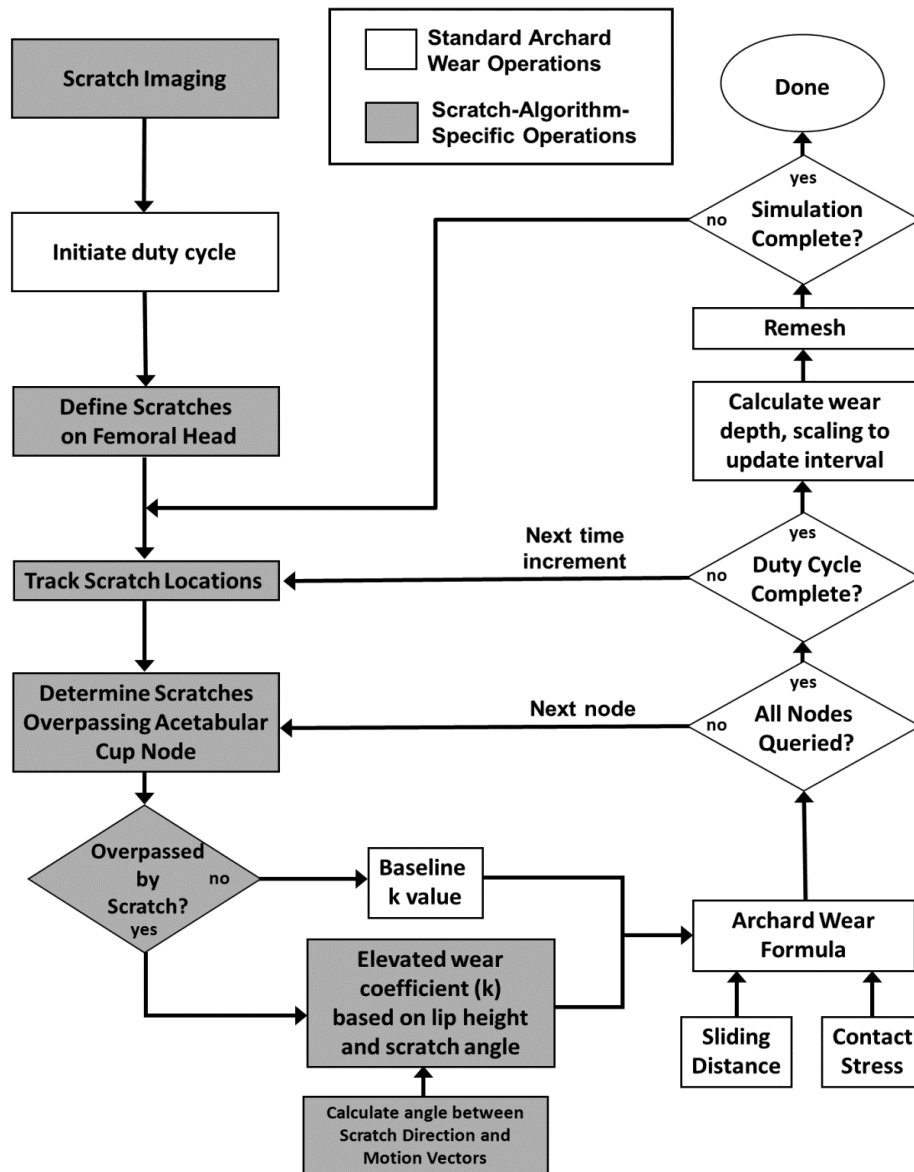 Scratch Imaging
Initiate duty cycle
Define Scratches
on Femoral Head
Track Scratch Locations
Determine Scratches
Overpassing Acetabular
Cup Node
Overpassed
by
Scratch?
no
yes
Standard Archard
Wear Operations
Scratch-Algorithm-
Specific Operations
Baseline
k value
Elevated wear
coefficient (k)
based on lip height
and scratch angle
Calculate angle between
Scratch Direction and
Motion Vectors
Archard Wear
Formula
Sliding
Distance
Contact
Stress
yes
no
All Nodes
Queried?
Next node
yes
no
Duty Cycle
Complete?
Next time
increment
Calculate wear
depth, scaling to
update interval
Remesh
yes
no
Simulation
Complete?
Done